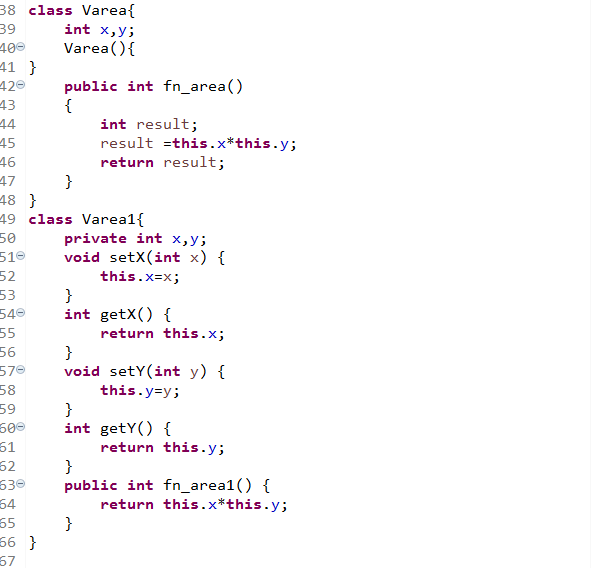 38 class Varea{
39     int x,y;
40     Varea(){
41 }
42     public int fn_area()
43     {
44         int result;
45         result =this.x*this.y;
46         return result;
47     }
48 }
49 class Varea1{
50     private int x,y;
51     void setX(int x) {
52         this.x=x;
53     }
54     int getX() {
55         return this.x;
56     }
57     void setY(int y) {
58         this.y=y;
59     }
60     int getY() {
61         return this.y;
62     }
63     public int fn_area1() {
64         return this.x*this.y;
65     }
66 }
67